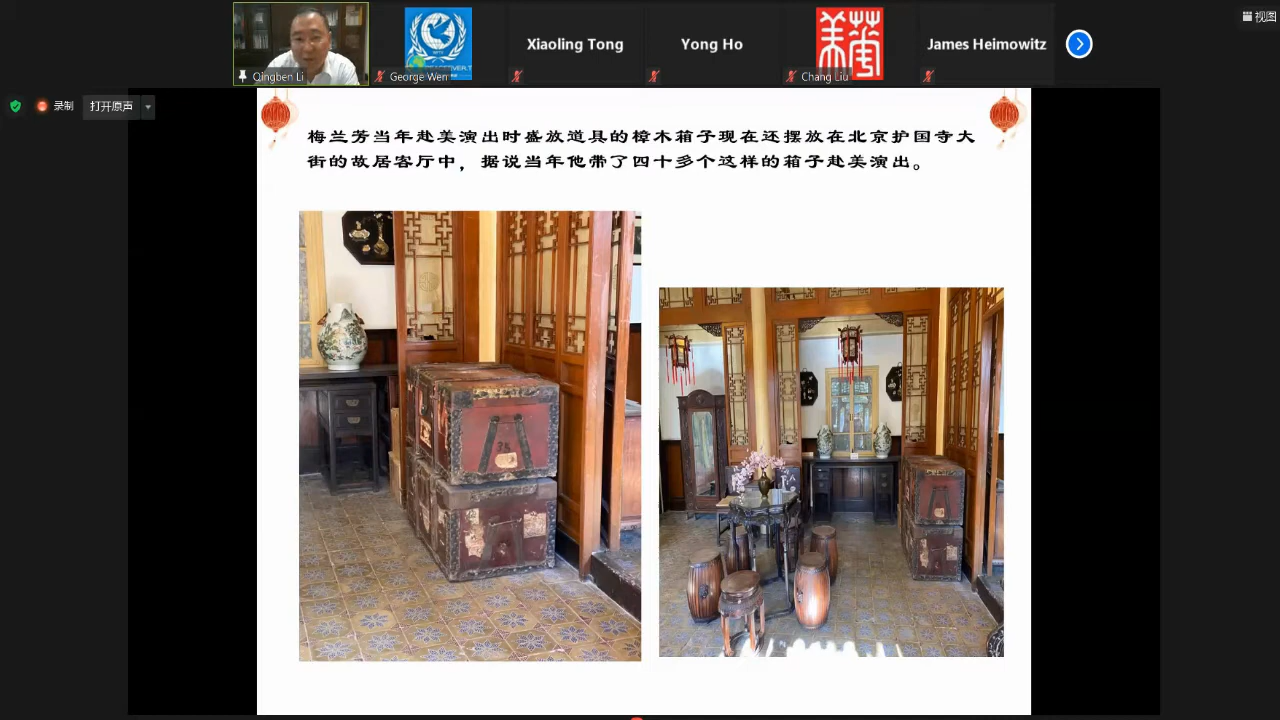 视图
Qingben Li
George Wen
Xiaoling Tong
Yong Ho
Chang Liu
James Heimowitz
录制
打开原声
梅兰芳当年赴美演出时盛放道具的樟木箱子现在还摆放在北京护国寺大
街的故居客厅中，据说当年他带了四十多个这样的箱子赴美演出。